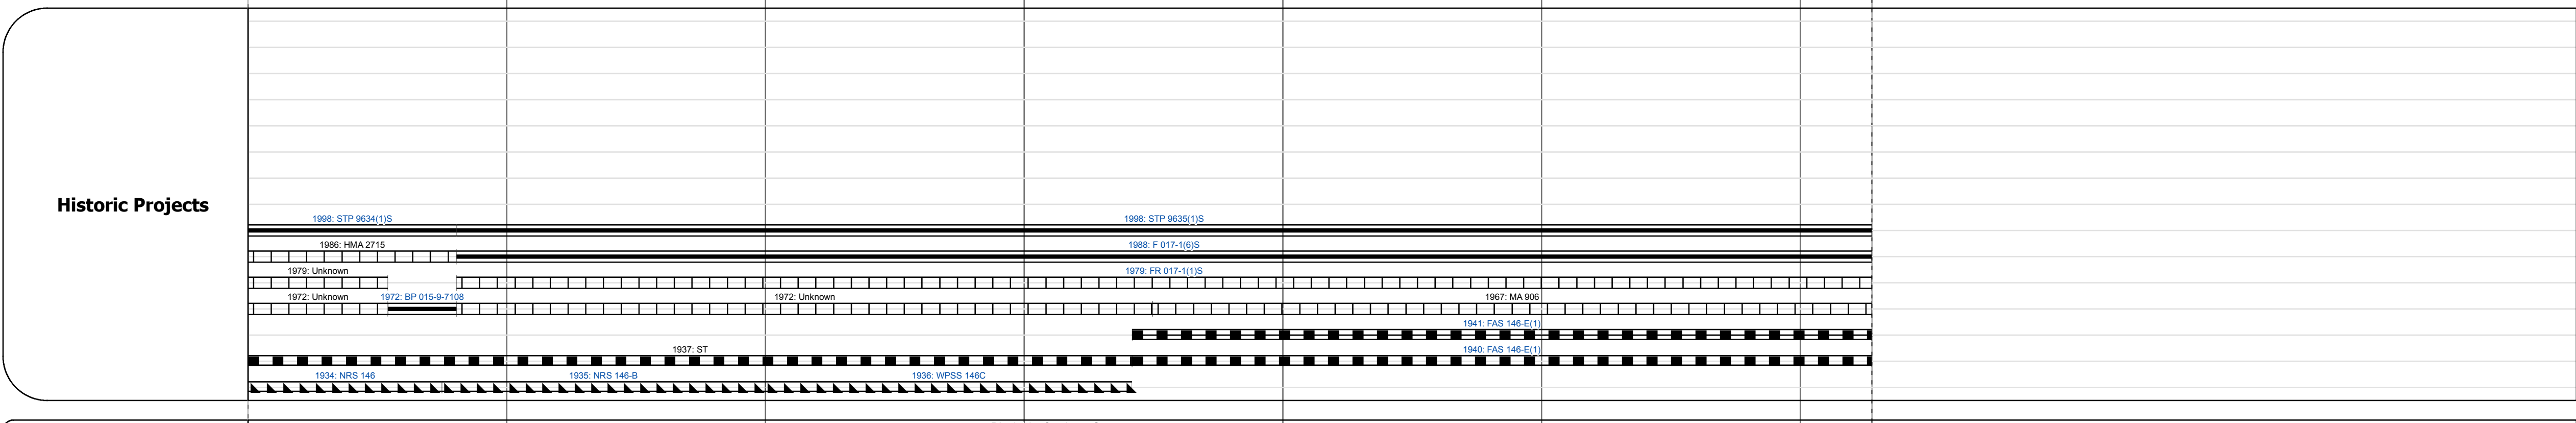 Historic Projects
1998: STP 9634(1)S 1998: STP 9635(1)S
1986: HMA 2715 1988: F 017-1(6)S
1979: Unknown 1979: FR 017-1(1)S
1972: Unknown 1972: BP 015-9-7108 1972: Unknown 1967: MA 906
1941: FAS 146-E(1)
1937: ST 1940: FAS 146-E(1)
1934: NRS 146 1935: NRS 146-B 1936: WPSS 146C